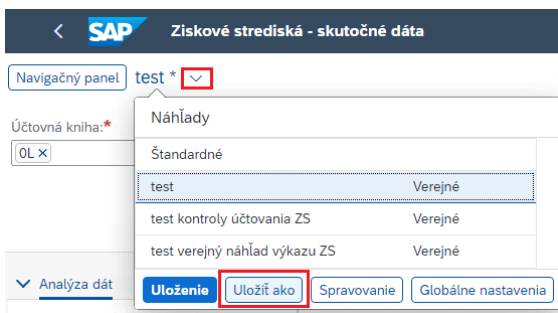 SAP Ziskové strediská - skutočné dáta
Navigačný panel test *
Náhľady
Účtovná kniha:*
0L ×
Štandardné
test Verejné
test kontroly účtovania ZS Verejné
test verejný náhľad výkazu ZS Verejné
Analýza dát
Uloženie Uložiť ako Spravovanie Globálne nastavenia